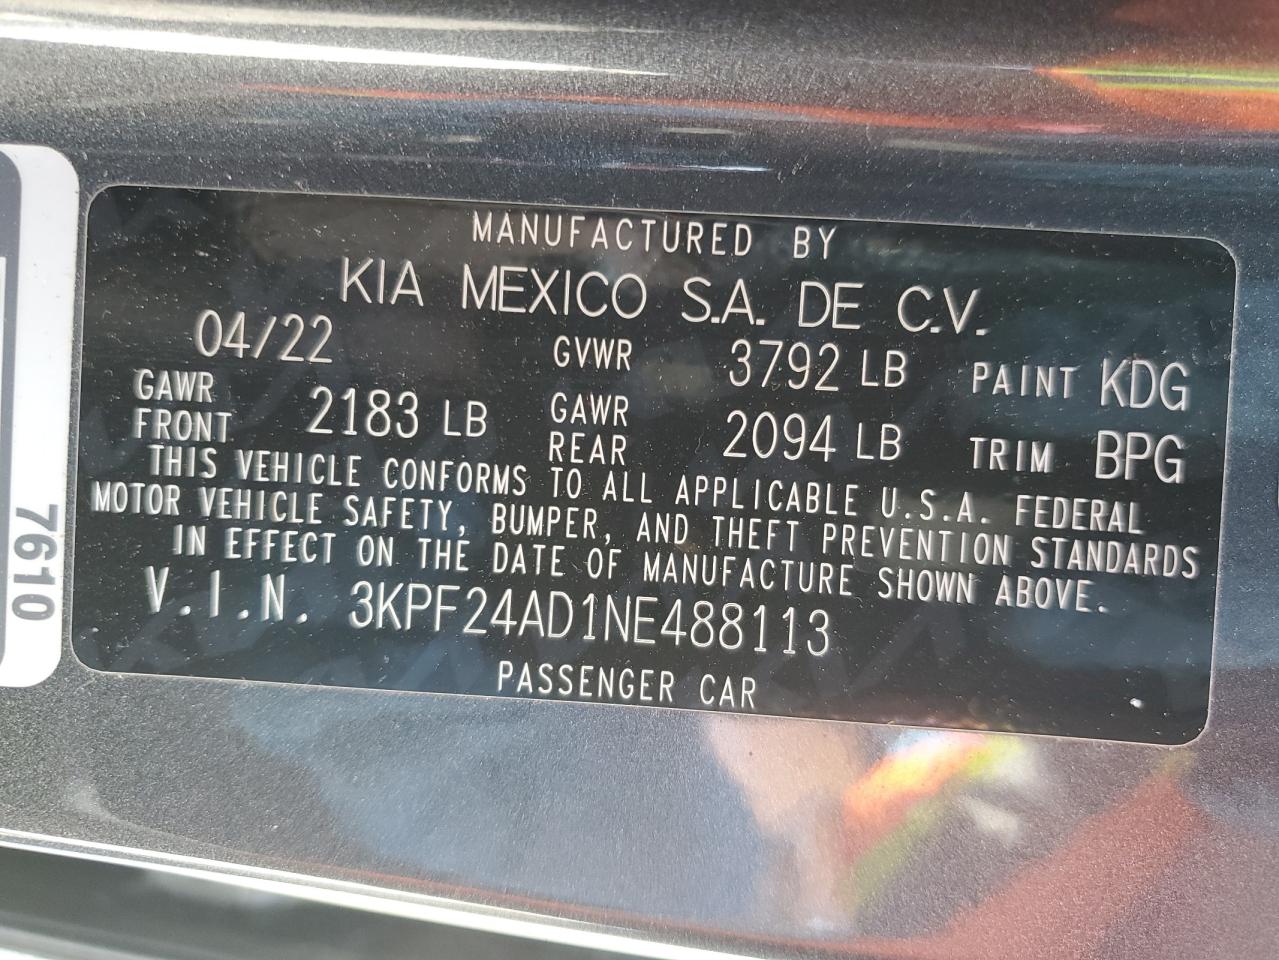 MANUFACTURED BY
KIA MEXICO S.A. DE C.V.
04/22 GVWR 3792 LB PAINT KDG
GAWR FRONT 2183 LB GAWR REAR 2094 LB TRIM BPG
THIS VEHICLE CONFORMS TO ALL APPLICABLE U.S.A. FEDERAL
MOTOR VEHICLE SAFETY, BUMPER, AND THEFT PREVENTION STANDARDS
IN EFFECT ON THE DATE OF MANUFACTURE SHOWN ABOVE.
V.I.N. 3KPF24AD1NE488113
PASSENGER CAR
7610